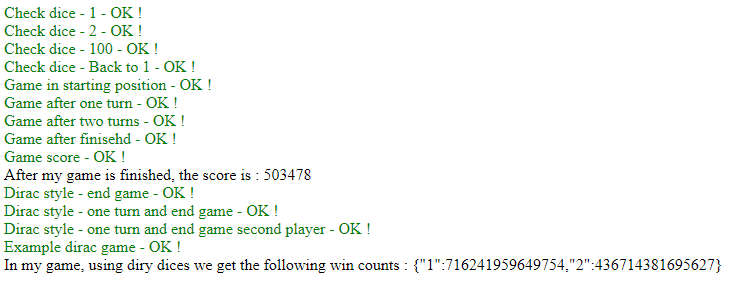 Check dice - 1 - OK !
Check dice - 2 - OK !
Check dice - 100 - OK !
Check dice - Back to 1 - OK !
Game in starting position - OK !
Game after one turn - OK !
Game after two turns - OK !
Game after finisehd - OK !
Game score - OK !
After my game is finished, the score is : 503478
Dirac style - end game - OK !
Dirac style - one turn and end game - OK !
Dirac style - one turn and end game second player - OK !
Example dirac game - OK !
In my game, using diry dices we get the following win counts : {"1":716241959649754,"2":436714381695627}